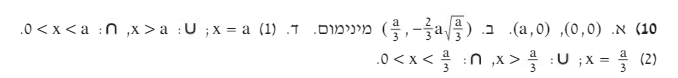 10) א. (0,0), (a,0). ב. (a/3, -2/3 a√(a/3)) מינימום. ד. (1) x = a; ∪: x > a, ∩: 0 < x < a.
(2) x = a/3; ∪: x > a/3, ∩: 0 < x < a/3.